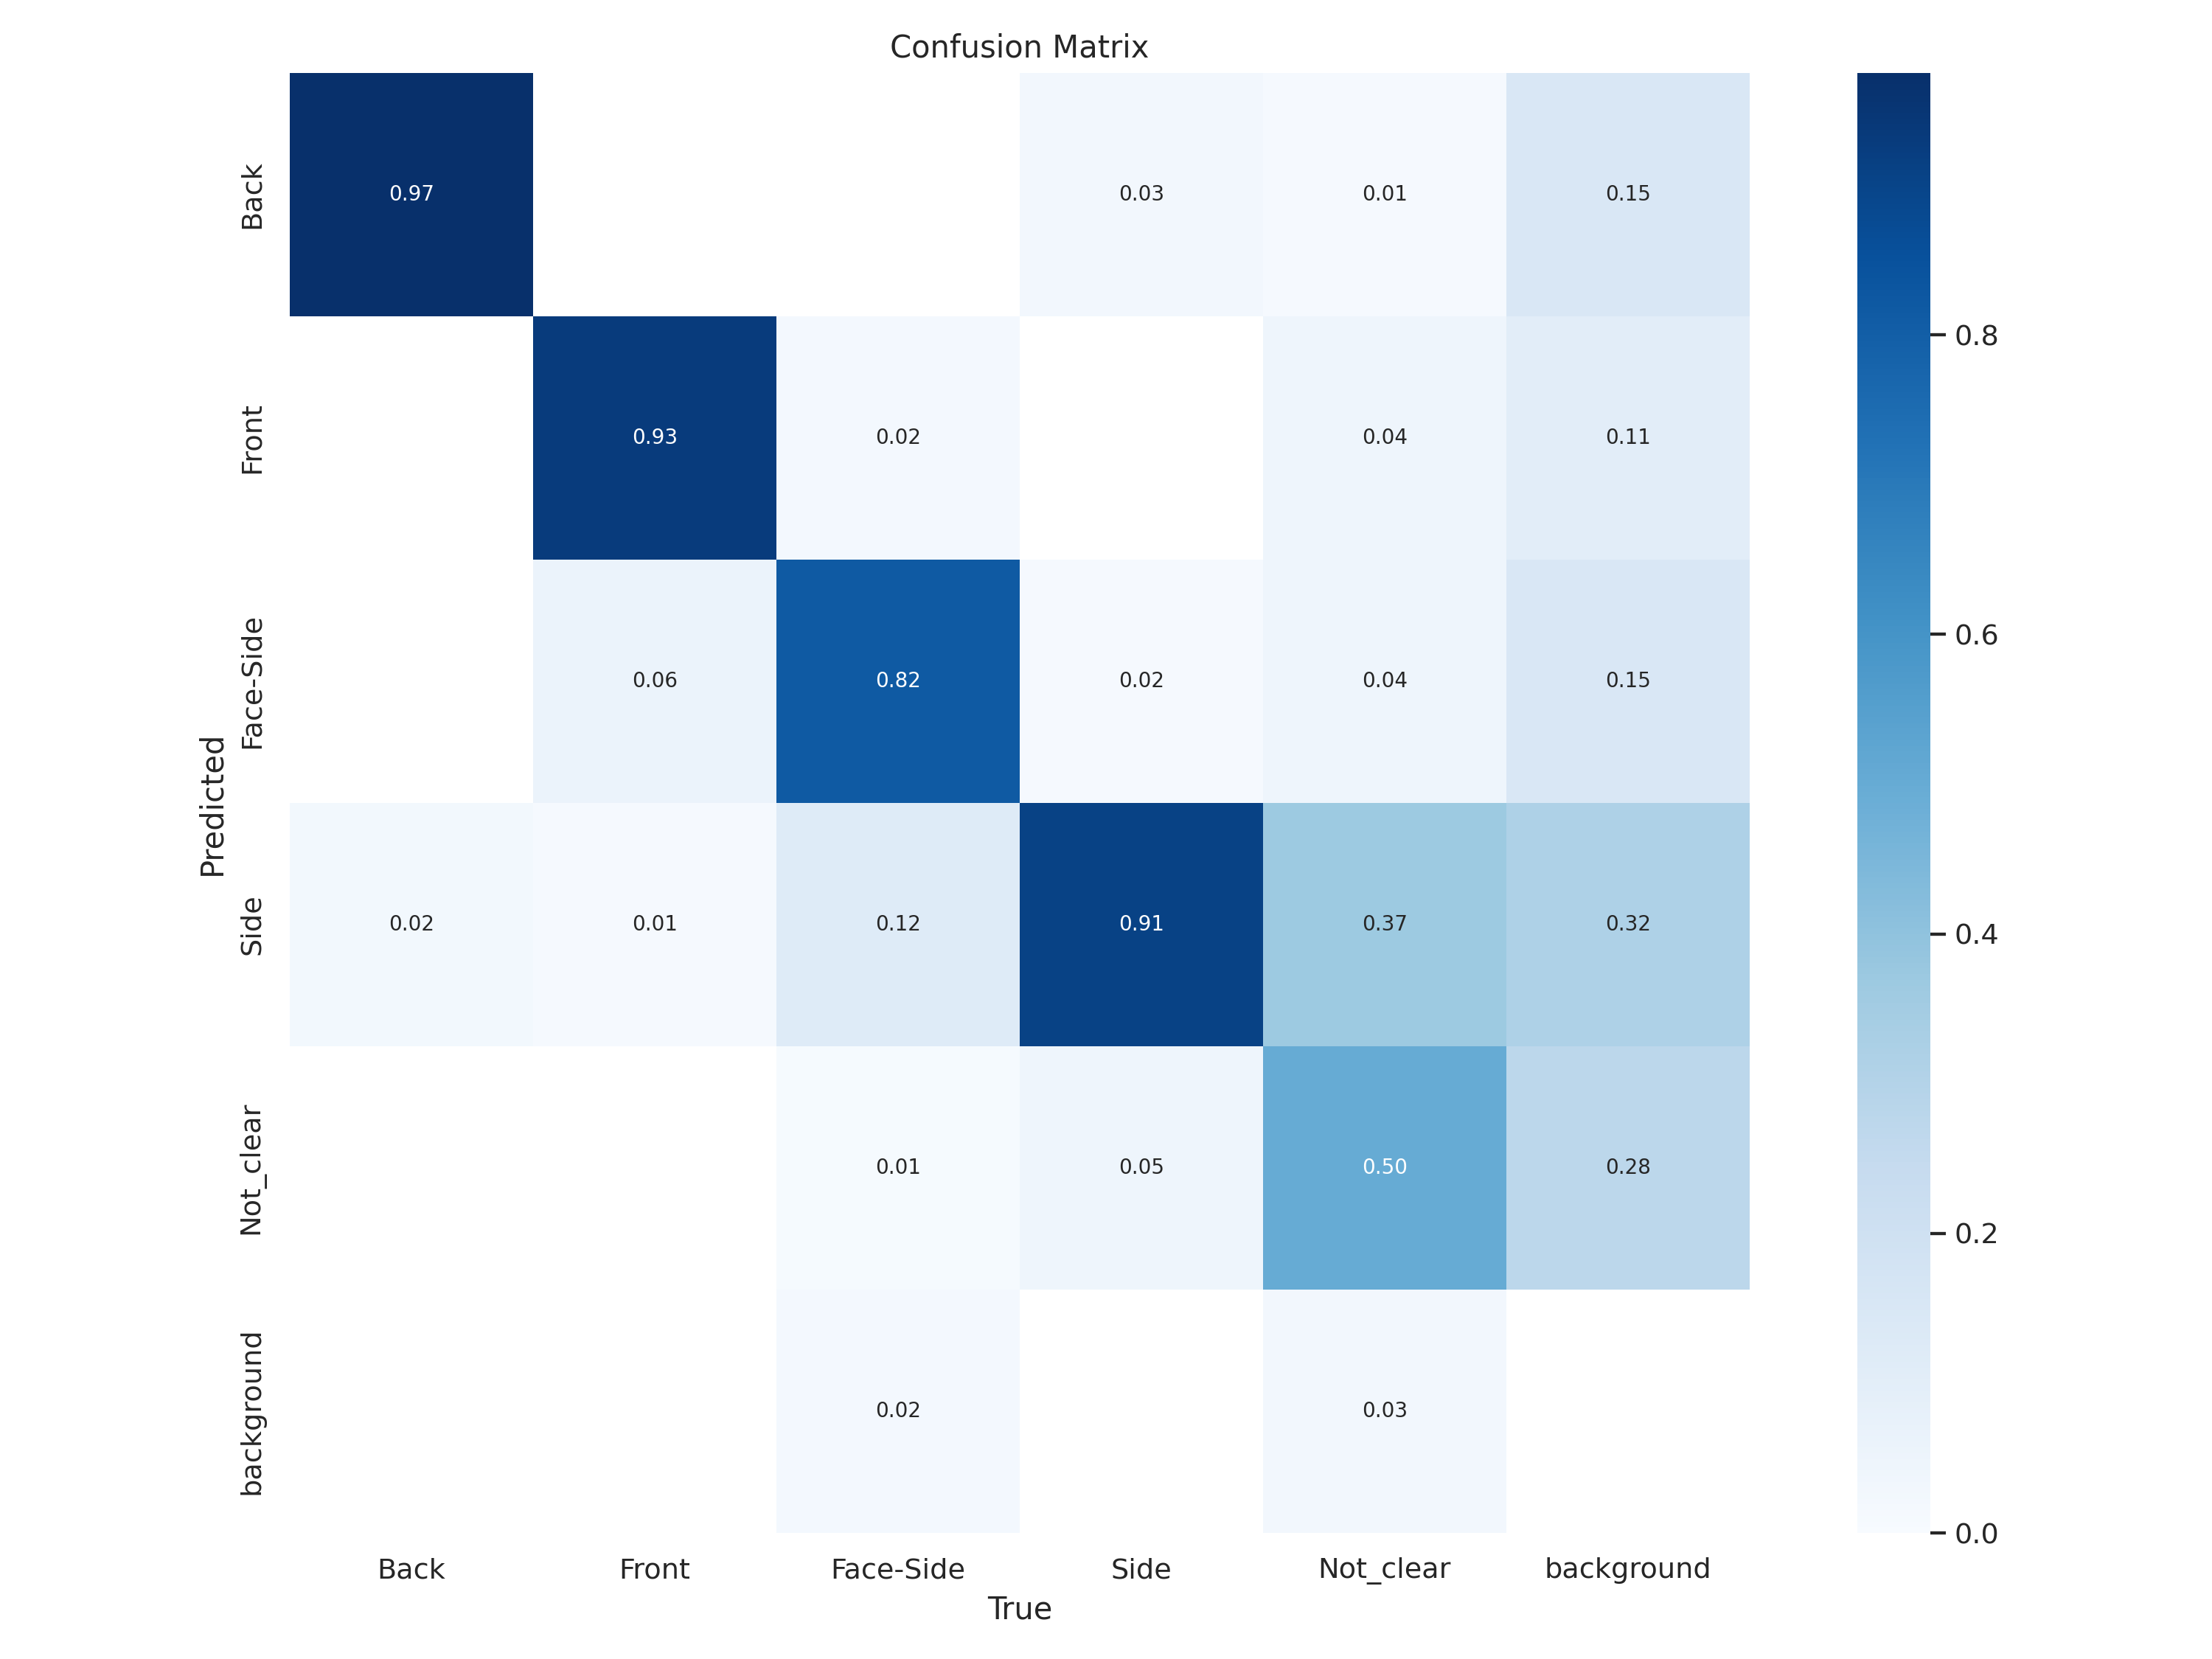 Confusion Matrix
Back 0.97 0.03 0.01 0.15
Front 0.93 0.02 0.04 0.11
Face-Side 0.06 0.82 0.02 0.04 0.15
Side 0.02 0.01 0.12 0.91 0.37 0.32
Not_clear 0.01 0.05 0.50 0.28
background 0.02 0.03
Predicted
Back Front Face-Side Side Not_clear background
True
0.8
0.6
0.4
0.2
0.0